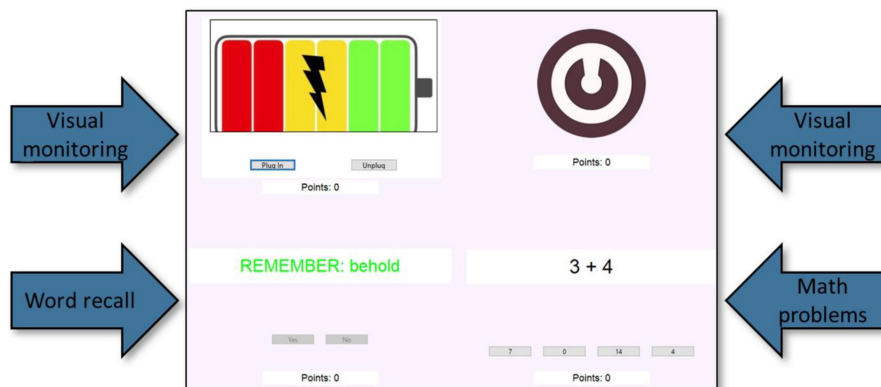 Visual
monitoring
Plug In
Unplug
Points: 0
Points: 0
Visual
monitoring
Word recall
REMEMBER: behold
Yes
No
Points: 0
3 + 4
7
0
14
4
Points: 0
Math
problems